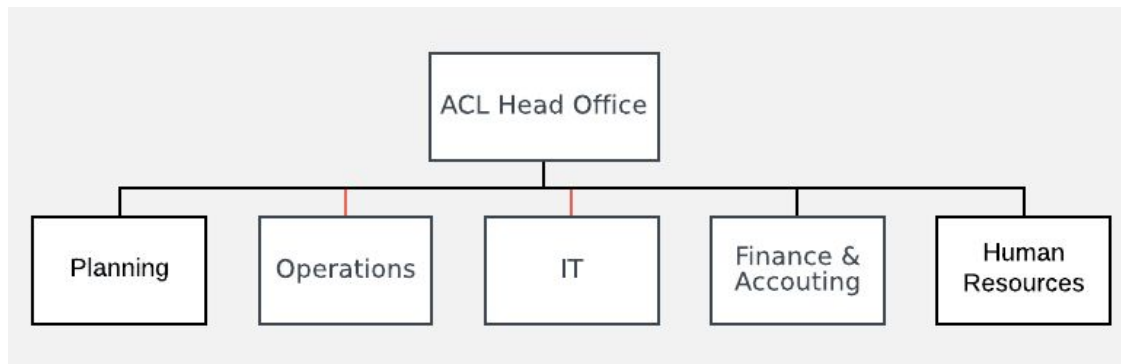 ACL Head Office
Planning
Operations
IT
Finance &
Accouting
Human
Resources